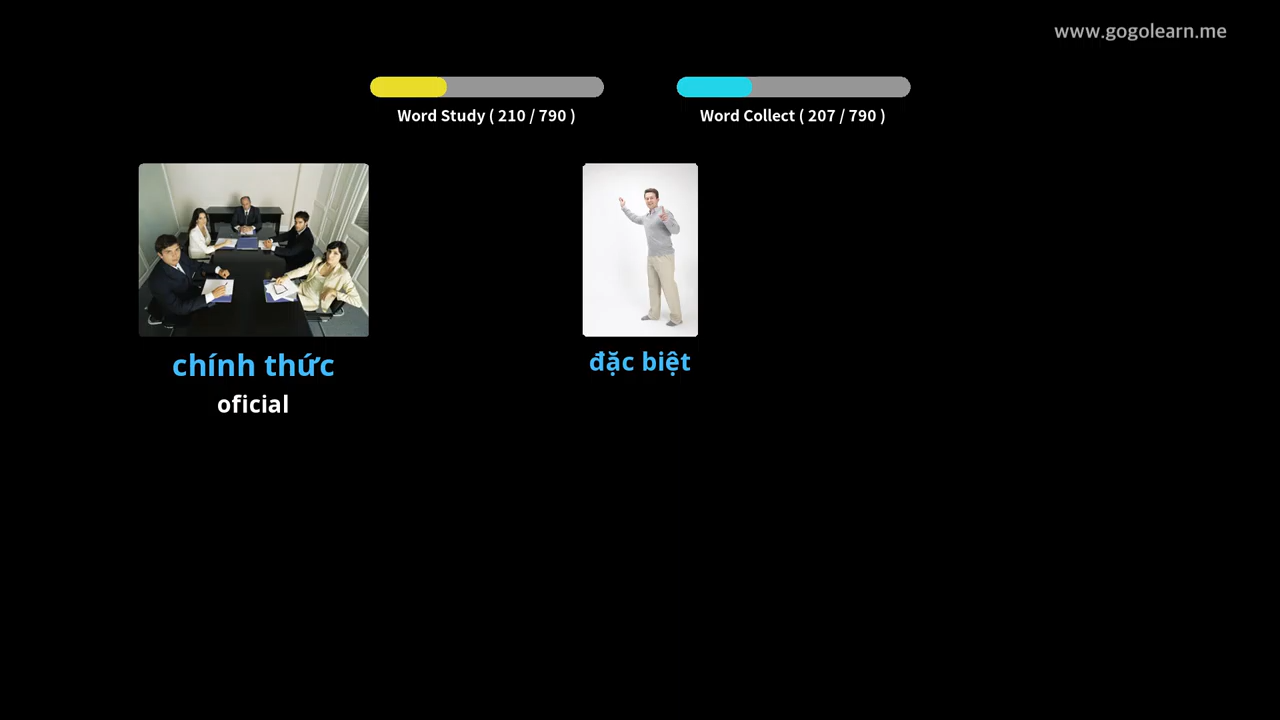 www.gogolearn.me
Word Study ( 210 / 790 )
Word Collect ( 207 / 790 )
chính thức
oficial
đặc biệt